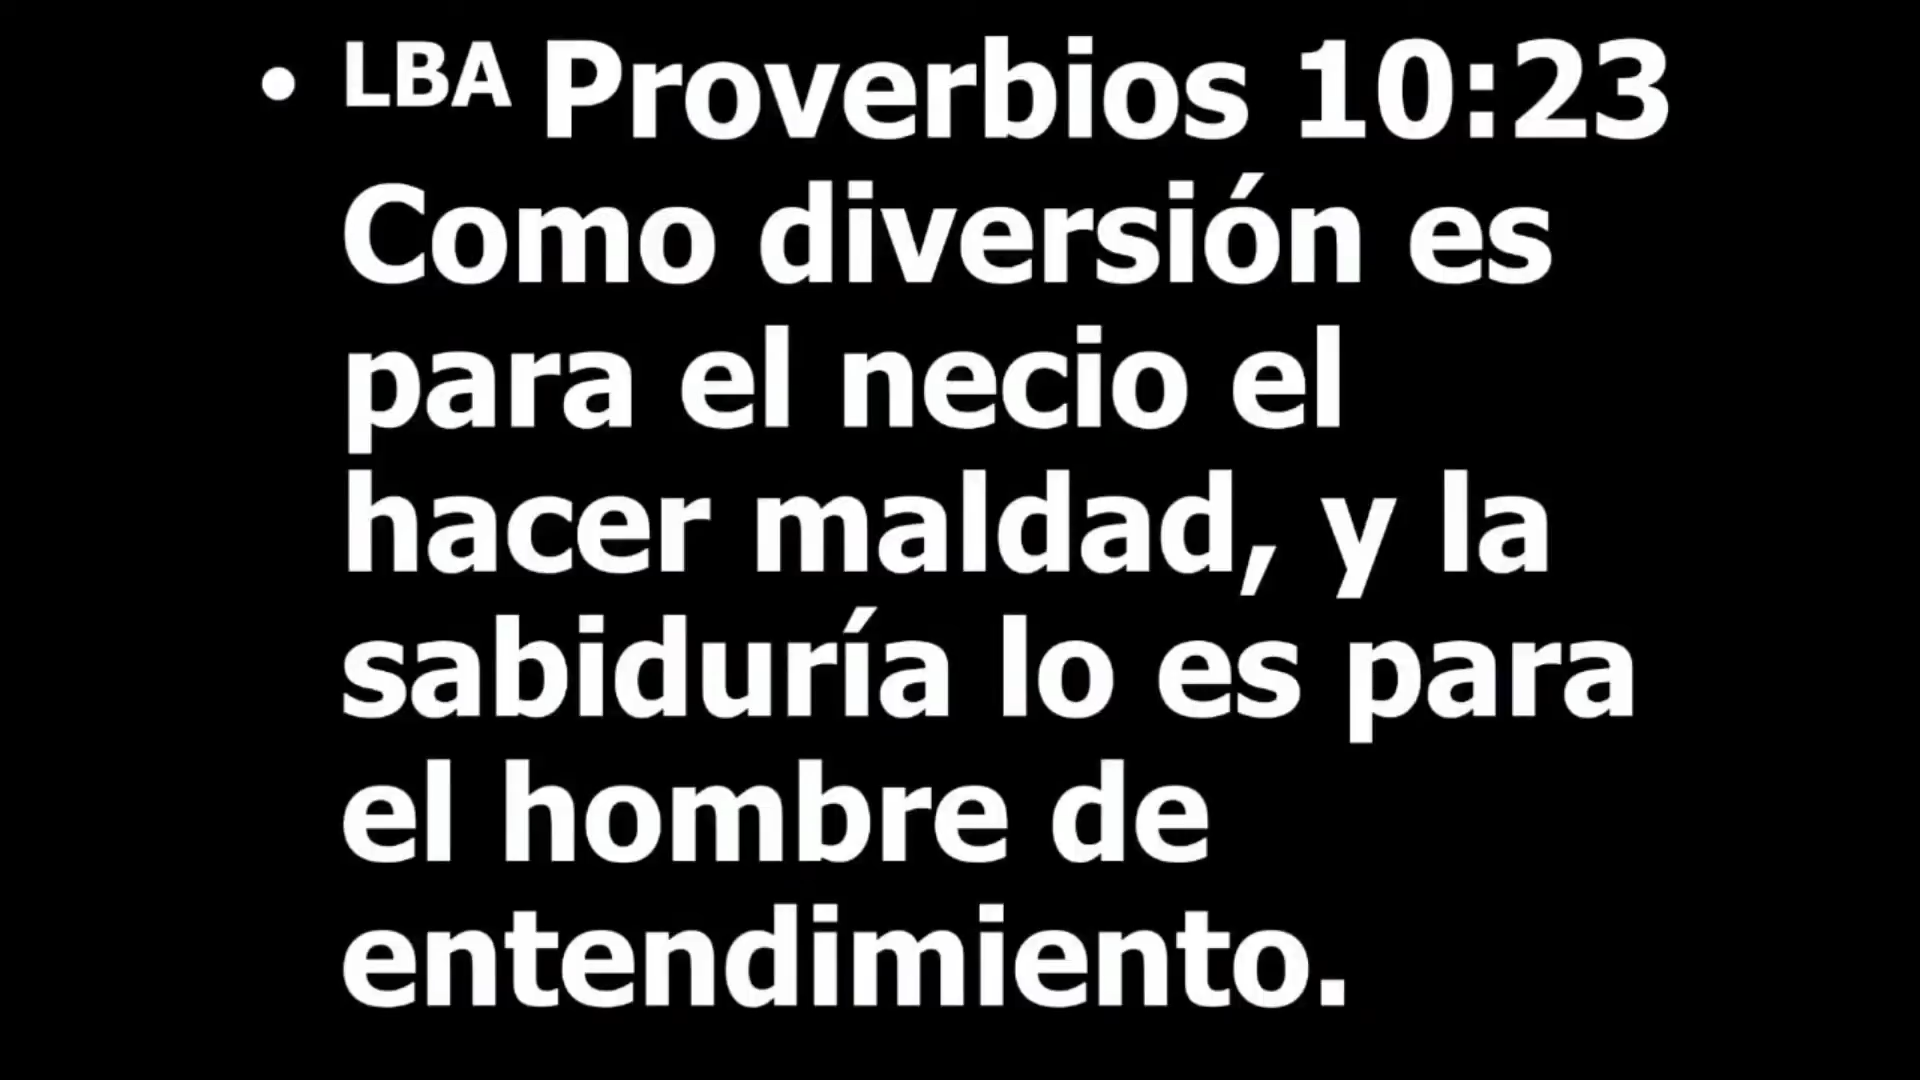 • LBA Proverbios 10:23
Como diversión es
para el necio el
hacer maldad, y la
sabiduría lo es para
el hombre de
entendimiento.